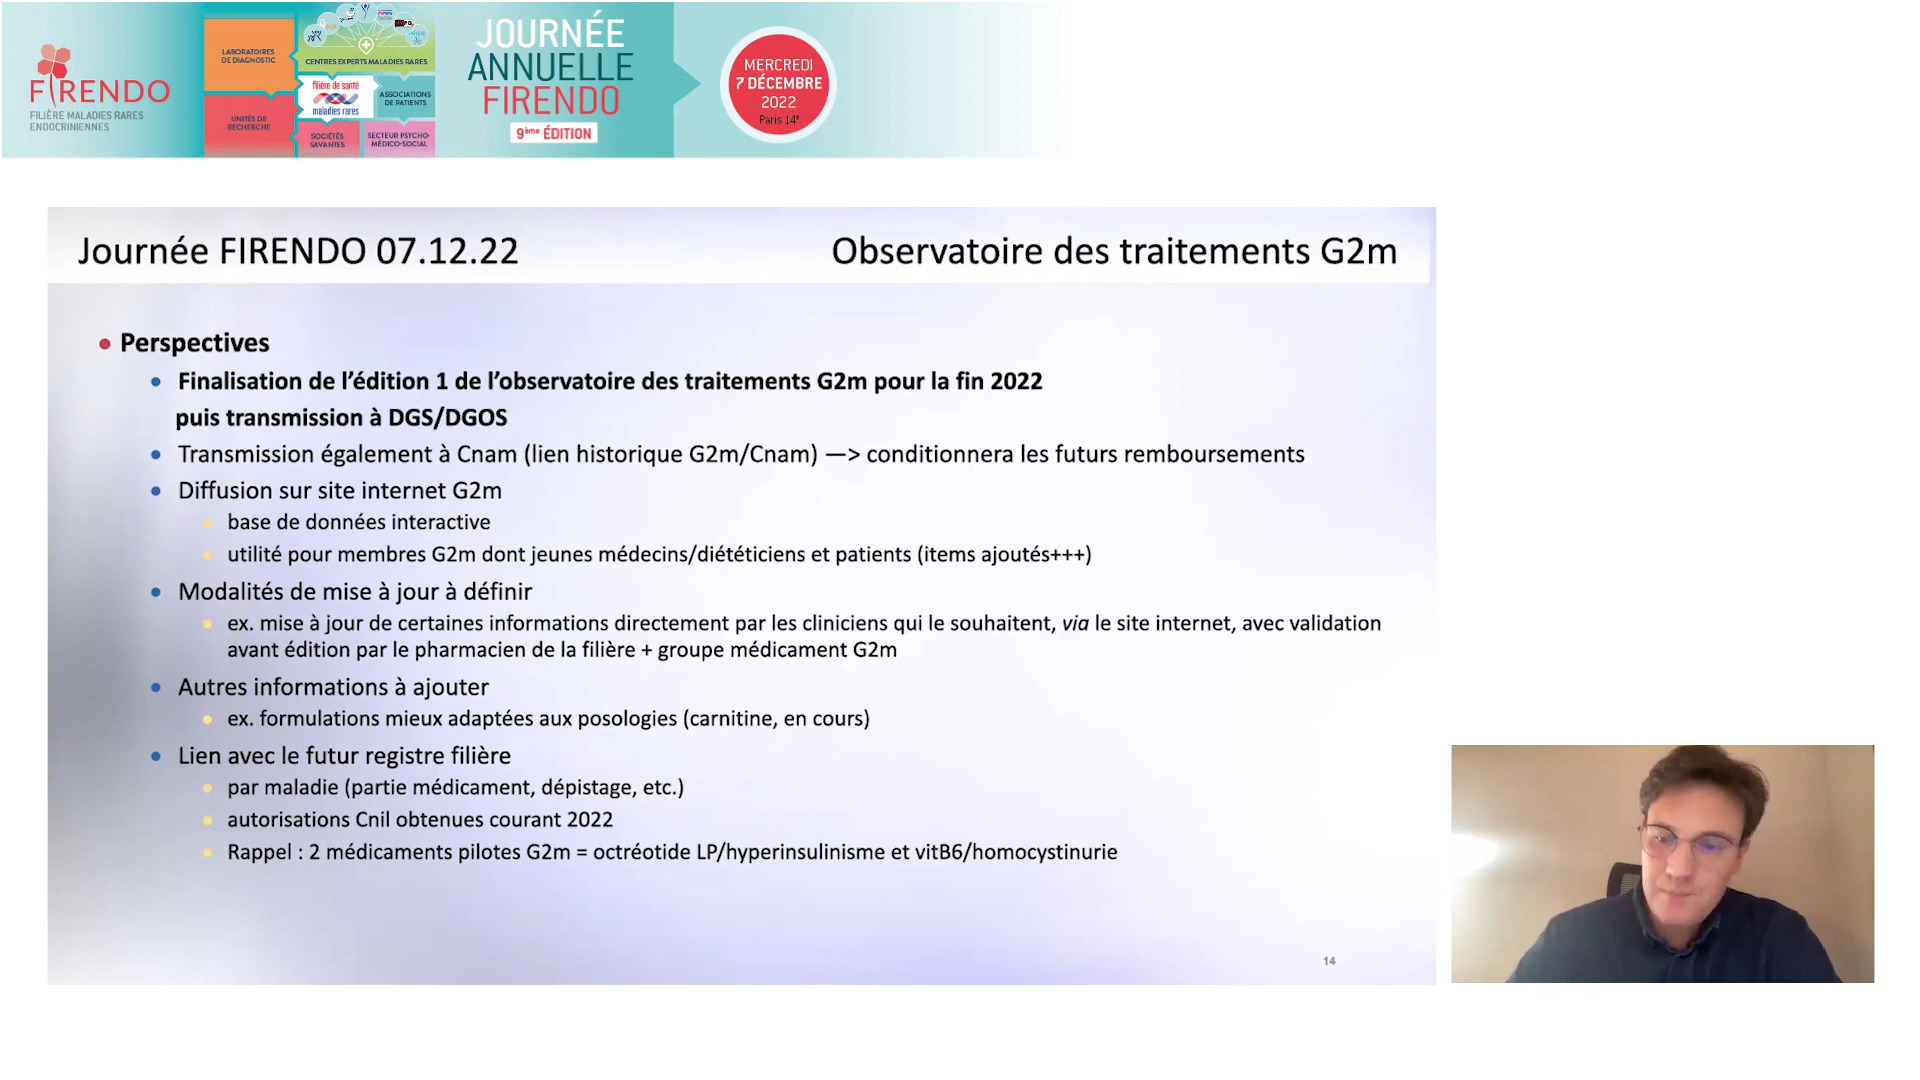 FIRENDO
FILIÈRE MALADIES RARES
ENDOCRINIENNES
LABORATOIRES
DE DIAGNOSTIC
UNITÉS DE
RECHERCHE
CENTRES EXPERTS MALADIES RARES
filière de santé
maladies rares
ASSOCIATIONS
DE PATIENTS
SOCIÉTÉS
SAVANTES
SECTEUR PSYCHO-
MÉDICO-SOCIAL
JOURNÉE
ANNUELLE
FIRENDO
9ème ÉDITION
MERCREDI
7 DÉCEMBRE
2022
Paris 14e
Journée FIRENDO 07.12.22
Observatoire des traitements G2m
• Perspectives
• Finalisation de l’édition 1 de l’observatoire des traitements G2m pour la fin 2022
puis transmission à DGS/DGOS
• Transmission également à Cnam (lien historique G2m/Cnam) —> conditionnera les futurs remboursements
• Diffusion sur site internet G2m
• base de données interactive
• utilité pour membres G2m dont jeunes médecins/diététiciens et patients (items ajoutés+++)
• Modalités de mise à jour à définir
• ex. mise à jour de certaines informations directement par les cliniciens qui le souhaitent, via le site internet, avec validation
avant édition par le pharmacien de la filière + groupe médicament G2m
• Autres informations à ajouter
• ex. formulations mieux adaptées aux posologies (carnitine, en cours)
• Lien avec le futur registre filière
• par maladie (partie médicament, dépistage, etc.)
• autorisations Cnil obtenues courant 2022
• Rappel : 2 médicaments pilotes G2m = octréotide LP/hyperinsulinisme et vitB6/homocystinurie
14